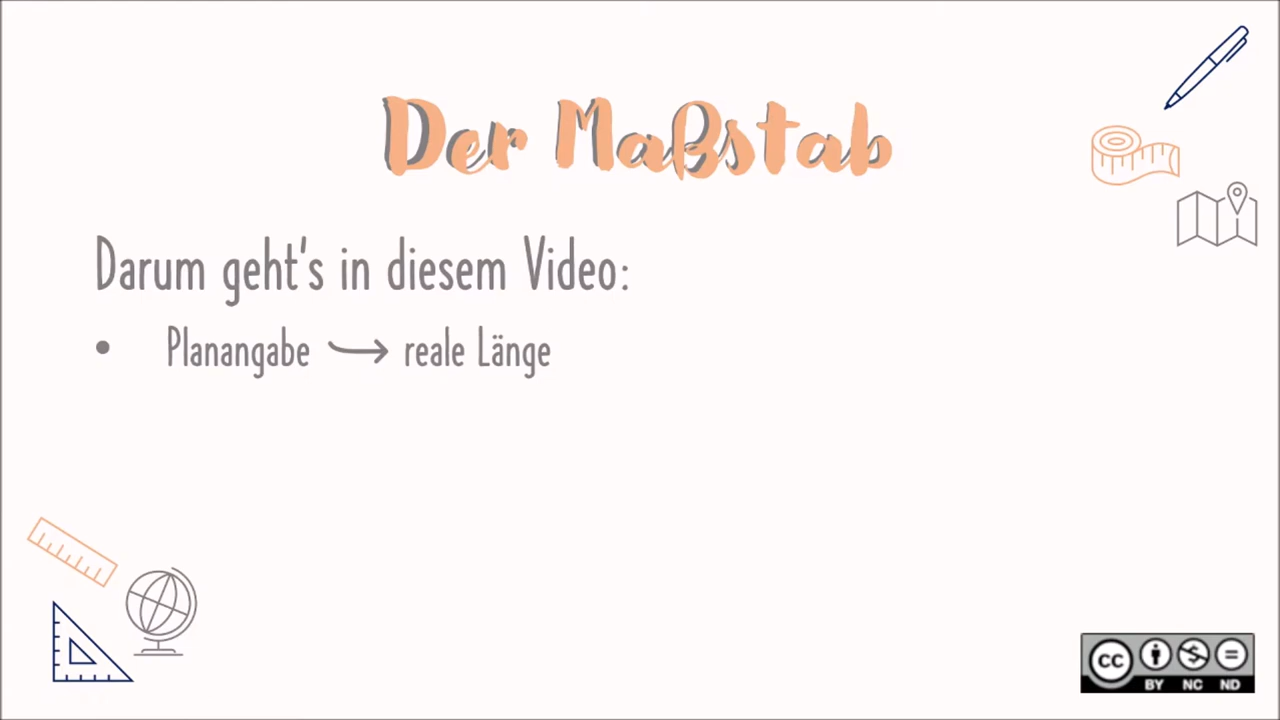 Der Maßstab
Darum geht's in diesem Video:
• Planangabe → reale Länge
CC BY NC ND